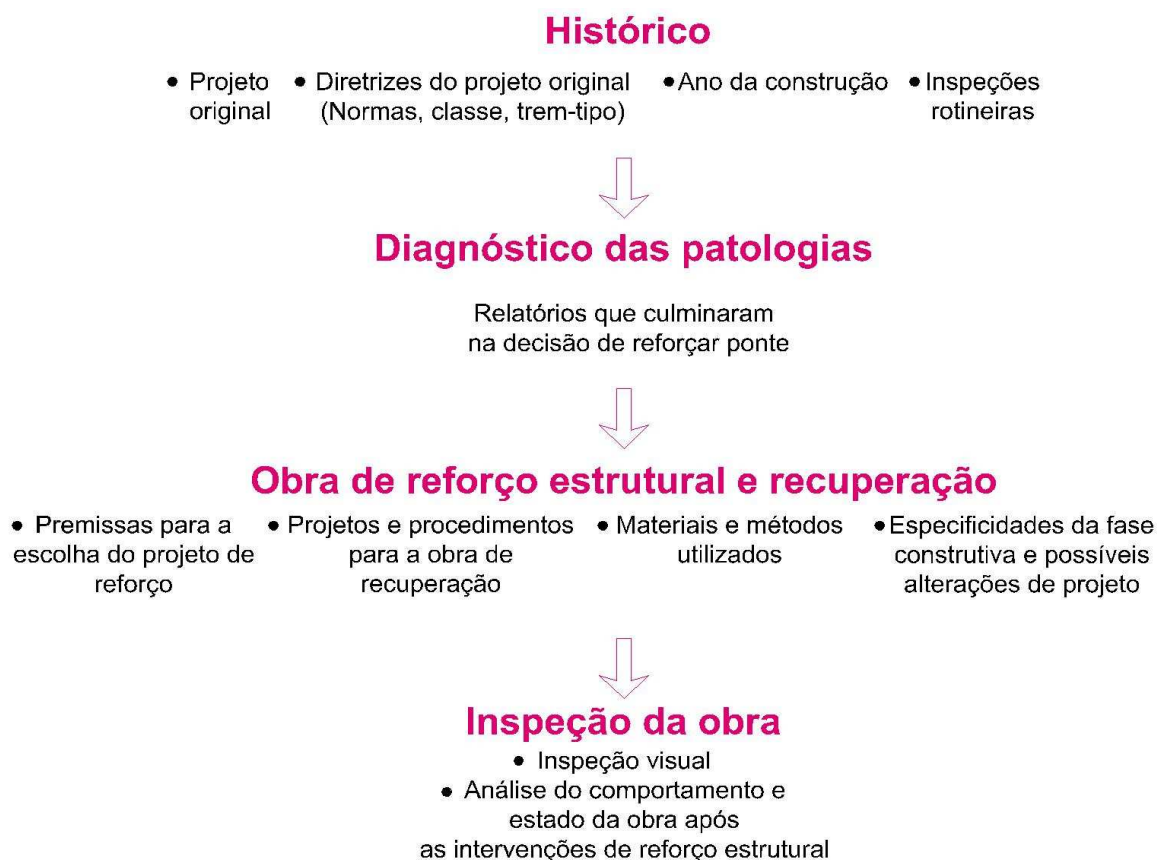 Histórico
• Projeto original
• Diretrizes do projeto original (Normas, classe, trem-tipo)
• Ano da construção
• Inspeções rotineiras
Diagnóstico das patologias
Relatórios que culminaram
na decisão de reforçar ponte
Obra de reforço estrutural e recuperação
• Premissas para a
escolha do projeto de
reforço
• Projetos e procedimentos
para a obra de
recuperação
• Materiais e métodos
utilizados
• Especificidades da fase
construtiva e possíveis
alterações de projeto
Inspeção da obra
• Inspeção visual
• Análise do comportamento e
estado da obra após
as intervenções de reforço estrutural